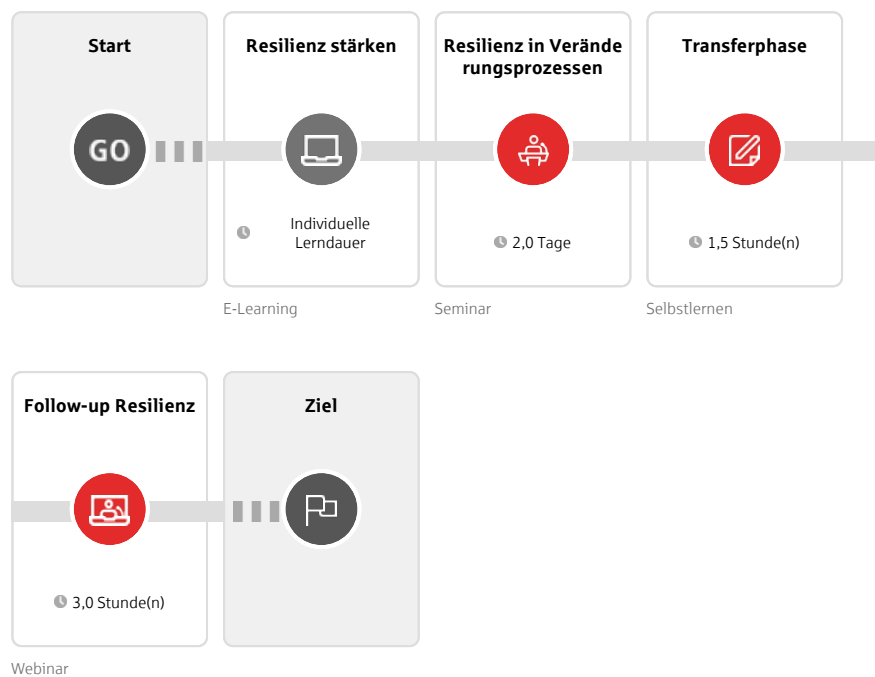 Start
GO
Resilienz stärken
Individuelle
Lerndauer
E-Learning
Resilienz in Verände
rungsprozessen
2,0 Tage
Seminar
Transferphase
1,5 Stunde(n)
Selbstlernen
Follow-up Resilienz
3,0 Stunde(n)
Webinar
Ziel